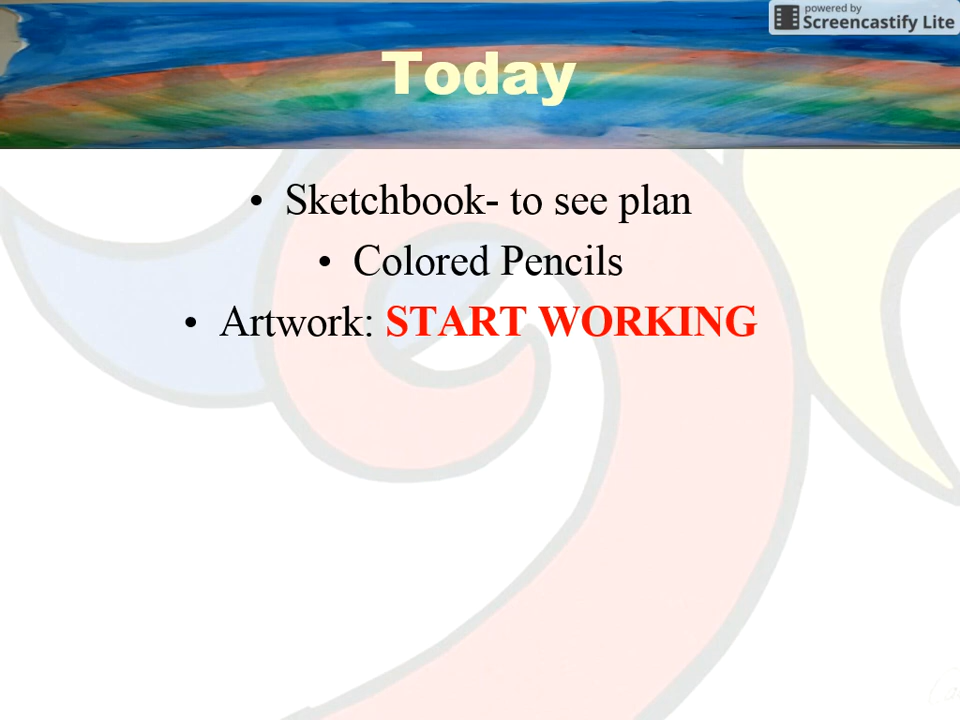 powered by
Screencastify Lite
Today
• Sketchbook- to see plan
• Colored Pencils
• Artwork: START WORKING